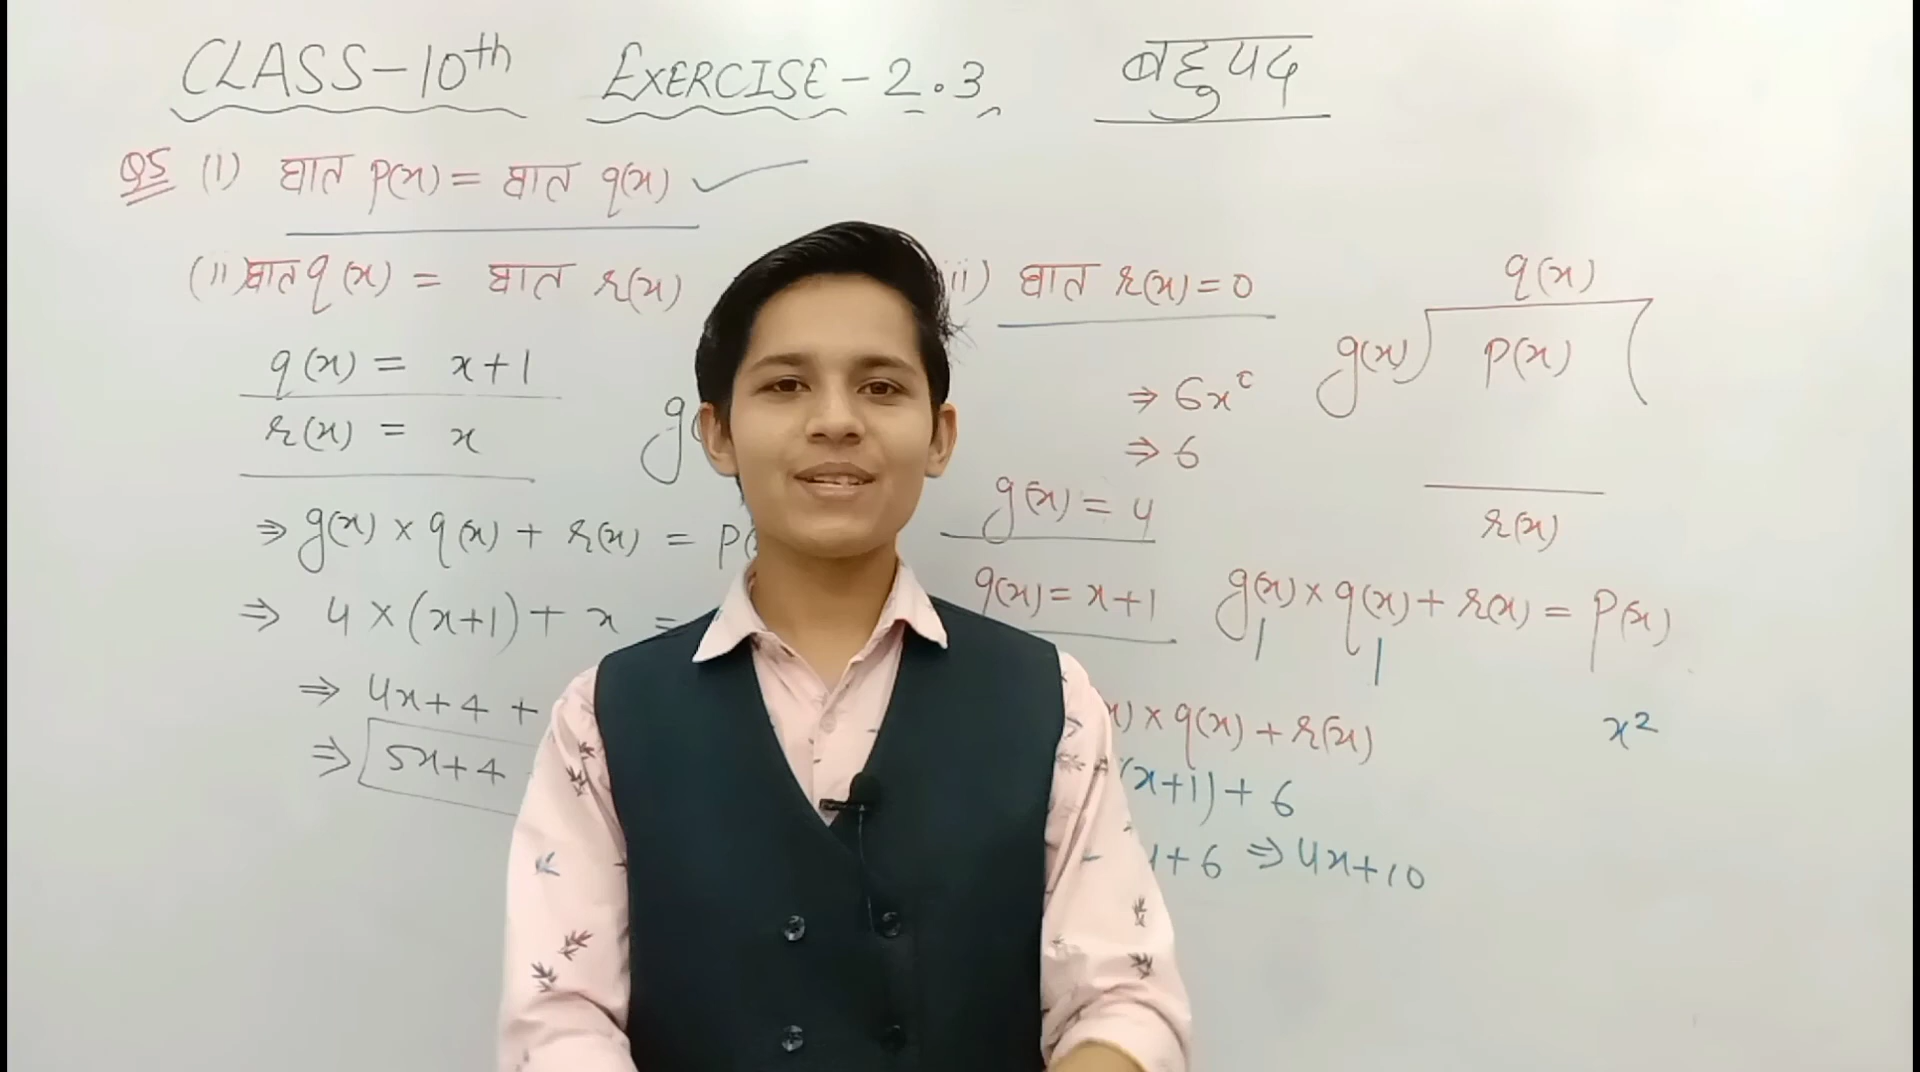 CLASS-10th EXERCISE-2.3 बहुपद
Q5 (i) घात p(x) = घात q(x)
(ii) घात q(x) = घात r(x)
q(x) = x+1
r(x) = x
⇒ g(x) × q(x) + r(x) =
⇒ 4 × (x+1) + x =
⇒ 4x+4 +
⇒ 5x+4
घात r(x) = 0
⇒ 6x⁰
⇒ 6
g(x) = 4
q(x) = x+1
q(x)
g(x) p(x)
r(x)
g(x) × q(x) + r(x) = P(x)
x²
× q(x) + r(x)
(x+1) + 6
+ 6 ⇒ 4x+10